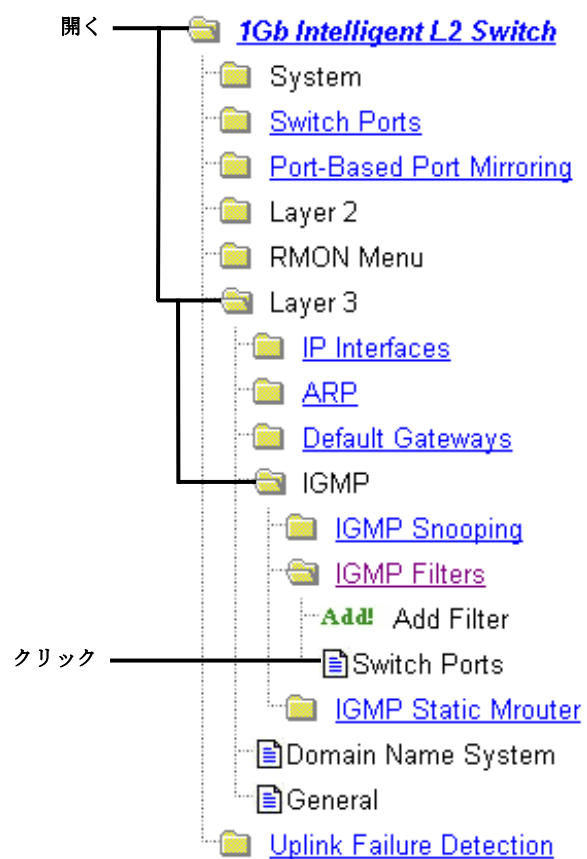 開く
1Gb Intelligent L2 Switch
System
Switch Ports
Port-Based Port Mirroring
Layer 2
RMON Menu
Layer 3
IP Interfaces
ARP
Default Gateways
IGMP
IGMP Snooping
IGMP Filters
Add! Add Filter
クリック
Switch Ports
IGMP Static Mrouter
Domain Name System
General
Uplink Failure Detection